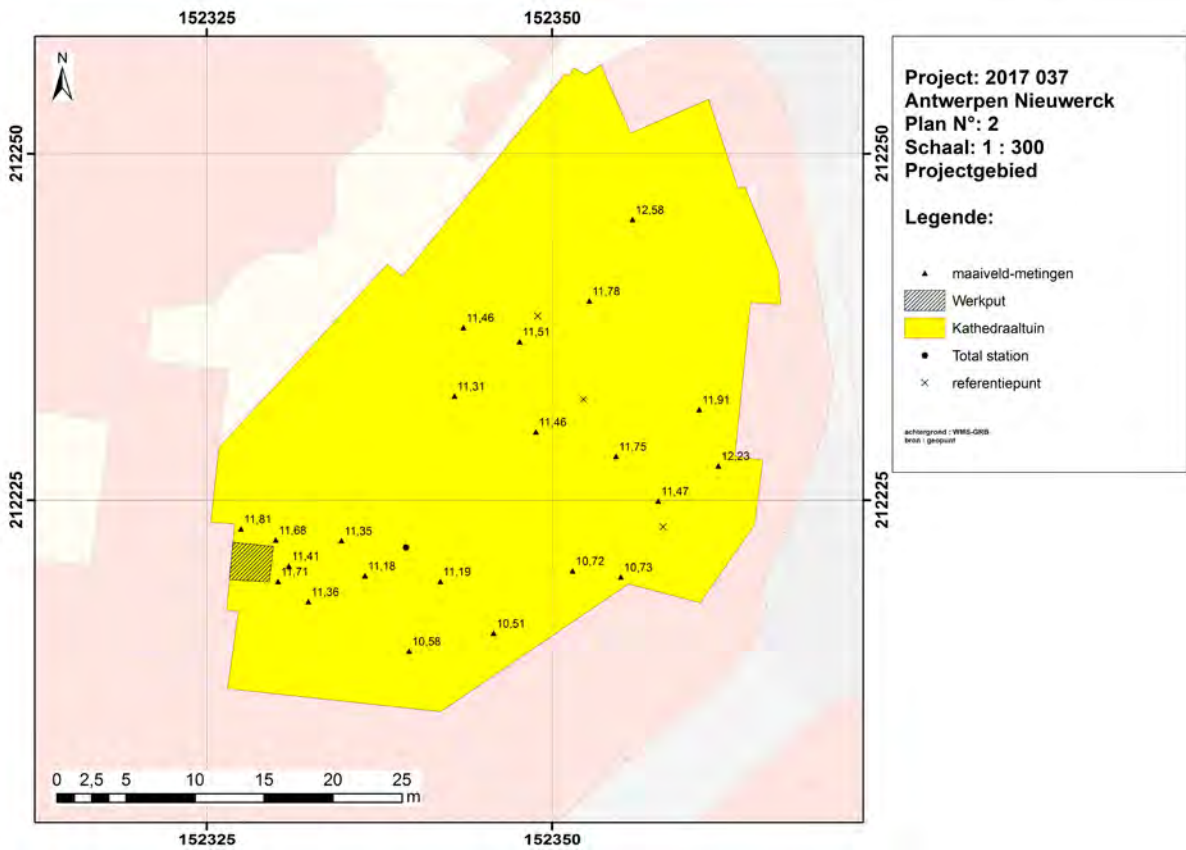 152325
152350
N
212250
212250
12,58
11,78
11,46
11,51
11,31
11,91
11,46
11,75
12,23
212225
11,47
212225
11,81
11,68
11,35
11,41
11,71
11,18
11,19
10,72
10,73
11,36
10,51
10,58
0 2,5 5 10 15 20 25
m
152325
152350
Project: 2017 037
Antwerpen Nieuwerck
Plan N°: 2
Schaal: 1 : 300
Projectgebied
Legende:
maaiveld-metingen
Werkput
Kathedraaltuin
Total station
referentiepunt
achtergrond : WMS-GRB
bron : geopunt